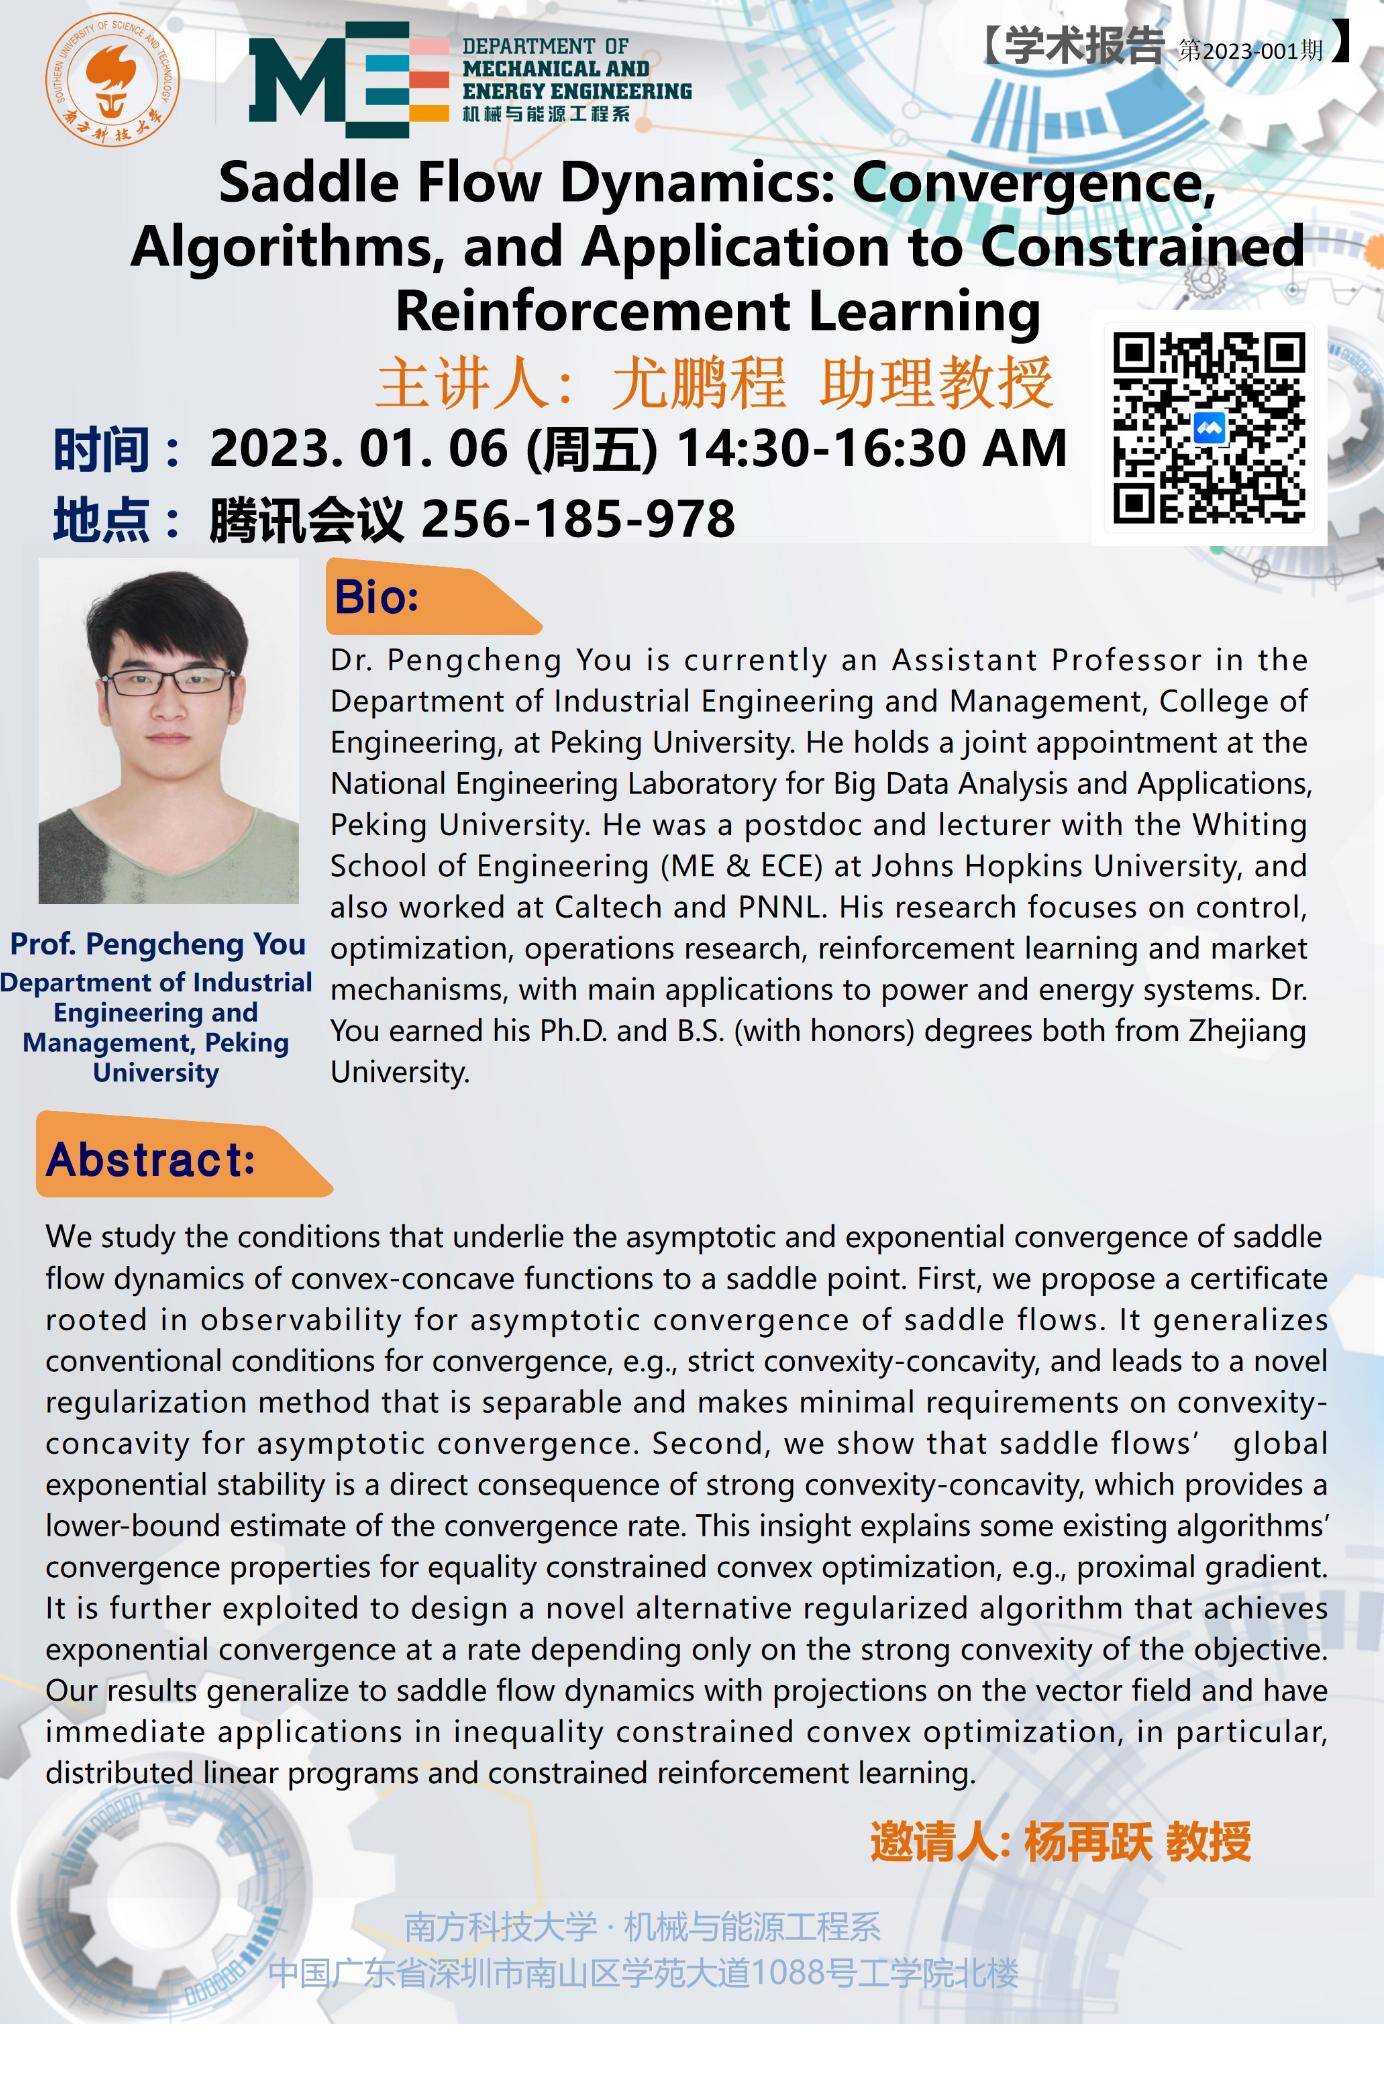 SOUTHERN UNIVERSITY OF SCIENCE AND TECHNOLOGY
南方科技大学
ME
DEPARTMENT OF
MECHANICAL AND
ENERGY ENGINEERING
机械与能源工程系
【学术报告 第2023-001期】
Saddle Flow Dynamics: Convergence,
Algorithms, and Application to Constrained
Reinforcement Learning
主讲人：尤鹏程 助理教授
时间： 2023. 01. 06 (周五) 14:30-16:30 AM
地点： 腾讯会议 256-185-978
Prof. Pengcheng You
Department of Industrial
Engineering and
Management, Peking
University
Bio:
Dr. Pengcheng You is currently an Assistant Professor in the
Department of Industrial Engineering and Management, College of
Engineering, at Peking University. He holds a joint appointment at the
National Engineering Laboratory for Big Data Analysis and Applications,
Peking University. He was a postdoc and lecturer with the Whiting
School of Engineering (ME & ECE) at Johns Hopkins University, and
also worked at Caltech and PNNL. His research focuses on control,
optimization, operations research, reinforcement learning and market
mechanisms, with main applications to power and energy systems. Dr.
You earned his Ph.D. and B.S. (with honors) degrees both from Zhejiang
University.
Abstract:
We study the conditions that underlie the asymptotic and exponential convergence of saddle
flow dynamics of convex-concave functions to a saddle point. First, we propose a certificate
rooted in observability for asymptotic convergence of saddle flows. It generalizes
conventional conditions for convergence, e.g., strict convexity-concavity, and leads to a novel
regularization method that is separable and makes minimal requirements on convexity-
concavity for asymptotic convergence. Second, we show that saddle flows’ global
exponential stability is a direct consequence of strong convexity-concavity, which provides a
lower-bound estimate of the convergence rate. This insight explains some existing algorithms’
convergence properties for equality constrained convex optimization, e.g., proximal gradient.
It is further exploited to design a novel alternative regularized algorithm that achieves
exponential convergence at a rate depending only on the strong convexity of the objective.
Our results generalize to saddle flow dynamics with projections on the vector field and have
immediate applications in inequality constrained convex optimization, in particular,
distributed linear programs and constrained reinforcement learning.
邀请人: 杨再跃 教授
南方科技大学 · 机械与能源工程系
中国广东省深圳市南山区学苑大道1088号工学院北楼